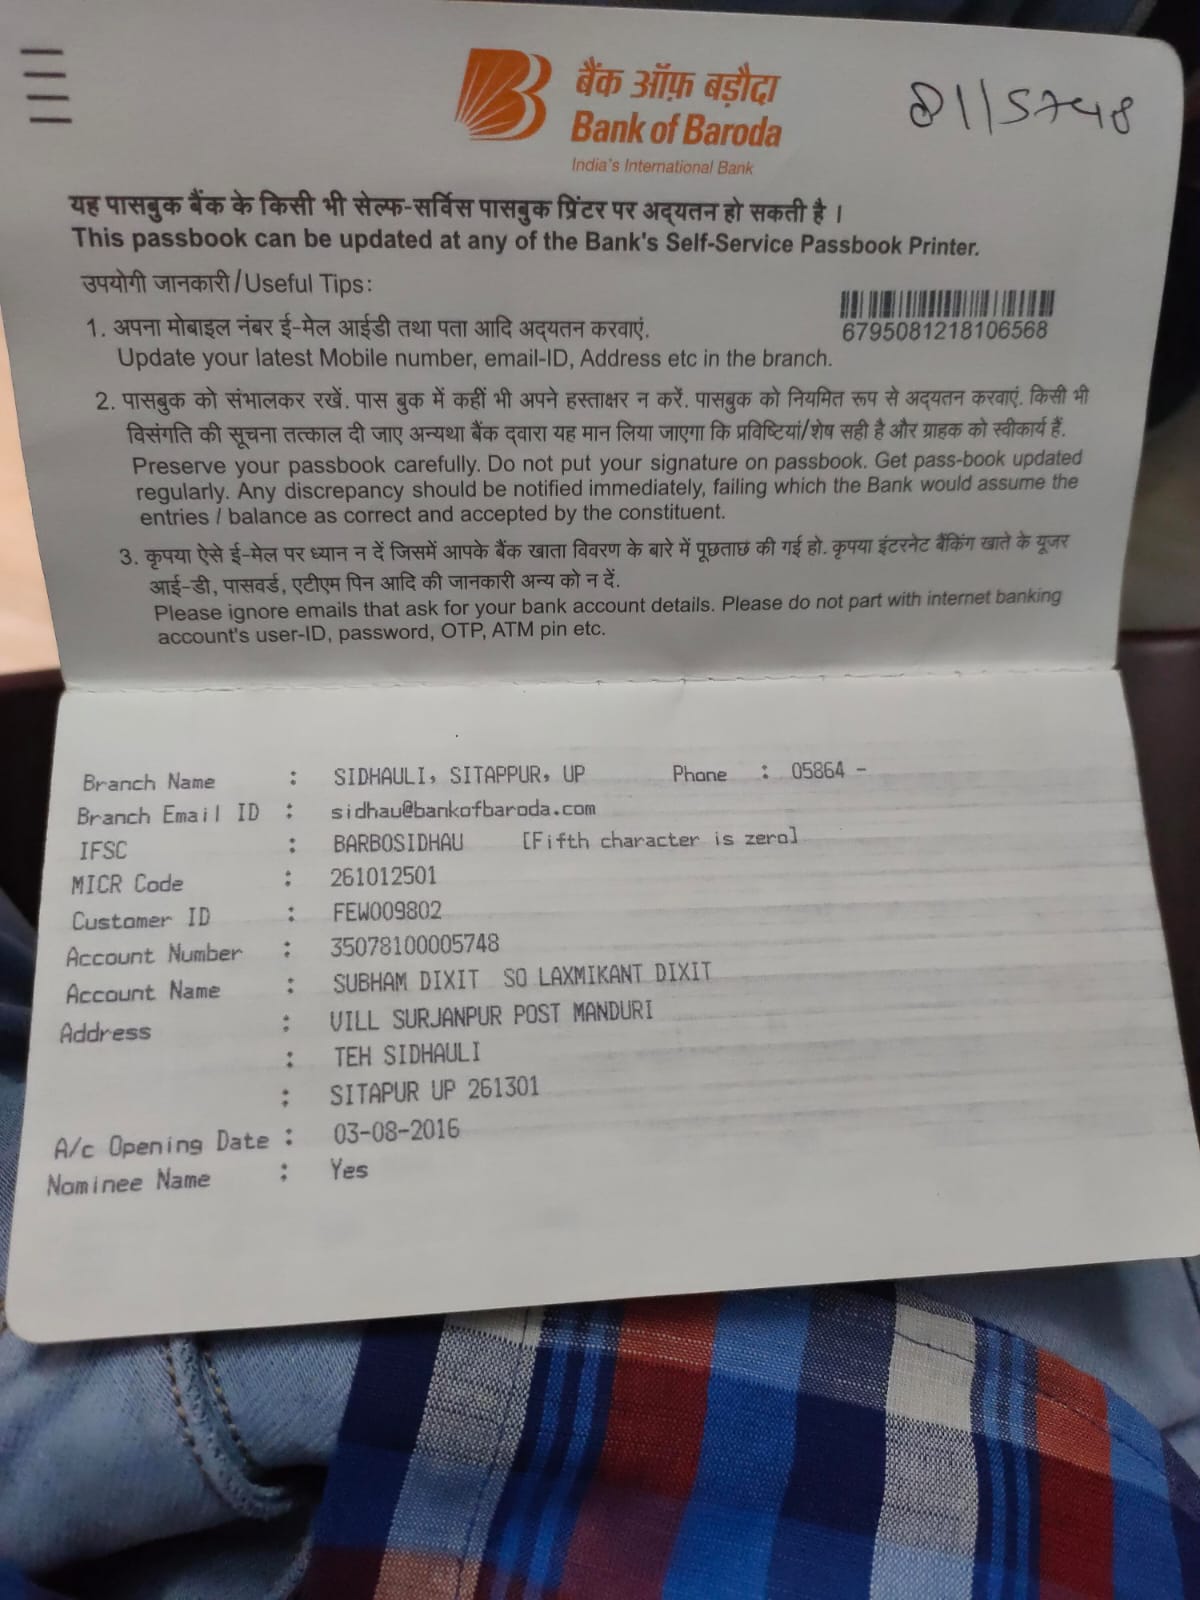 बैंक ऑफ़ बड़ौदा
Bank of Baroda
India's International Bank
8115748
यह पासबुक बैंक के किसी भी सेल्फ-सर्विस पासबुक प्रिंटर पर अद्यतन हो सकती है ।
This passbook can be updated at any of the Bank's Self-Service Passbook Printer.
उपयोगी जानकारी/Useful Tips:
6795081218106568
1. अपना मोबाइल नंबर ई-मेल आईडी तथा पता आदि अद्यतन करवाएं.
Update your latest Mobile number, email-ID, Address etc in the branch.
2. पासबुक को संभालकर रखें. पास बुक में कहीं भी अपने हस्ताक्षर न करें. पासबुक को नियमित रूप से अद्यतन करवाएं. किसी भी
विसंगति की सूचना तत्काल दी जाए अन्यथा बैंक द्वारा यह मान लिया जाएगा कि प्रविष्टियां/शेष सही है और ग्राहक को स्वीकार्य हैं.
Preserve your passbook carefully. Do not put your signature on passbook. Get pass-book updated
regularly. Any discrepancy should be notified immediately, failing which the Bank would assume the
entries / balance as correct and accepted by the constituent.
3. कृपया ऐसे ई-मेल पर ध्यान न दें जिसमें आपके बैंक खाता विवरण के बारे में पूछताछ की गई हो. कृपया इंटरनेट बैंकिंग खाते के यूजर
आई-डी, पासवर्ड, एटीएम पिन आदि की जानकारी अन्य को न दें.
Please ignore emails that ask for your bank account details. Please do not part with internet banking
account's user-ID, password, OTP, ATM pin etc.
Branch Name : SIDHAULI, SITAPPUR, UP Phone : 05864 -
Branch Email ID : sidhau@bankofbaroda.com
IFSC : BARBOSIDHAU [Fifth character is zero]
MICR Code : 261012501
Customer ID : FEW009802
Account Number : 35078100005748
Account Name : SUBHAM DIXIT SO LAXMIKANT DIXIT
Address : VILL SURJANPUR POST MANDURI
: TEH SIDHAULI
: SITAPUR UP 261301
A/c Opening Date : 03-08-2016
Nominee Name : Yes